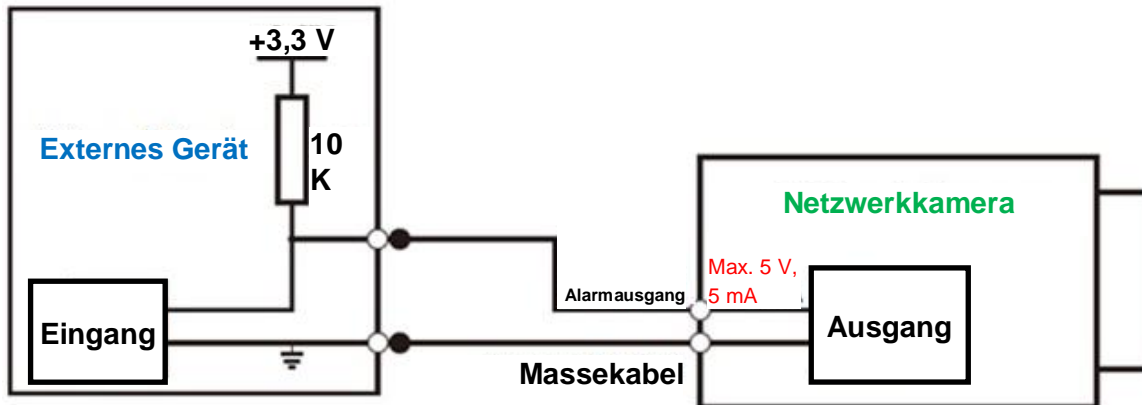 +3,3 V
Externes Gerät
10
K
Eingang
Netzwerkkamera
Max. 5 V,
5 mA
Alarmausgang
Ausgang
Massekabel